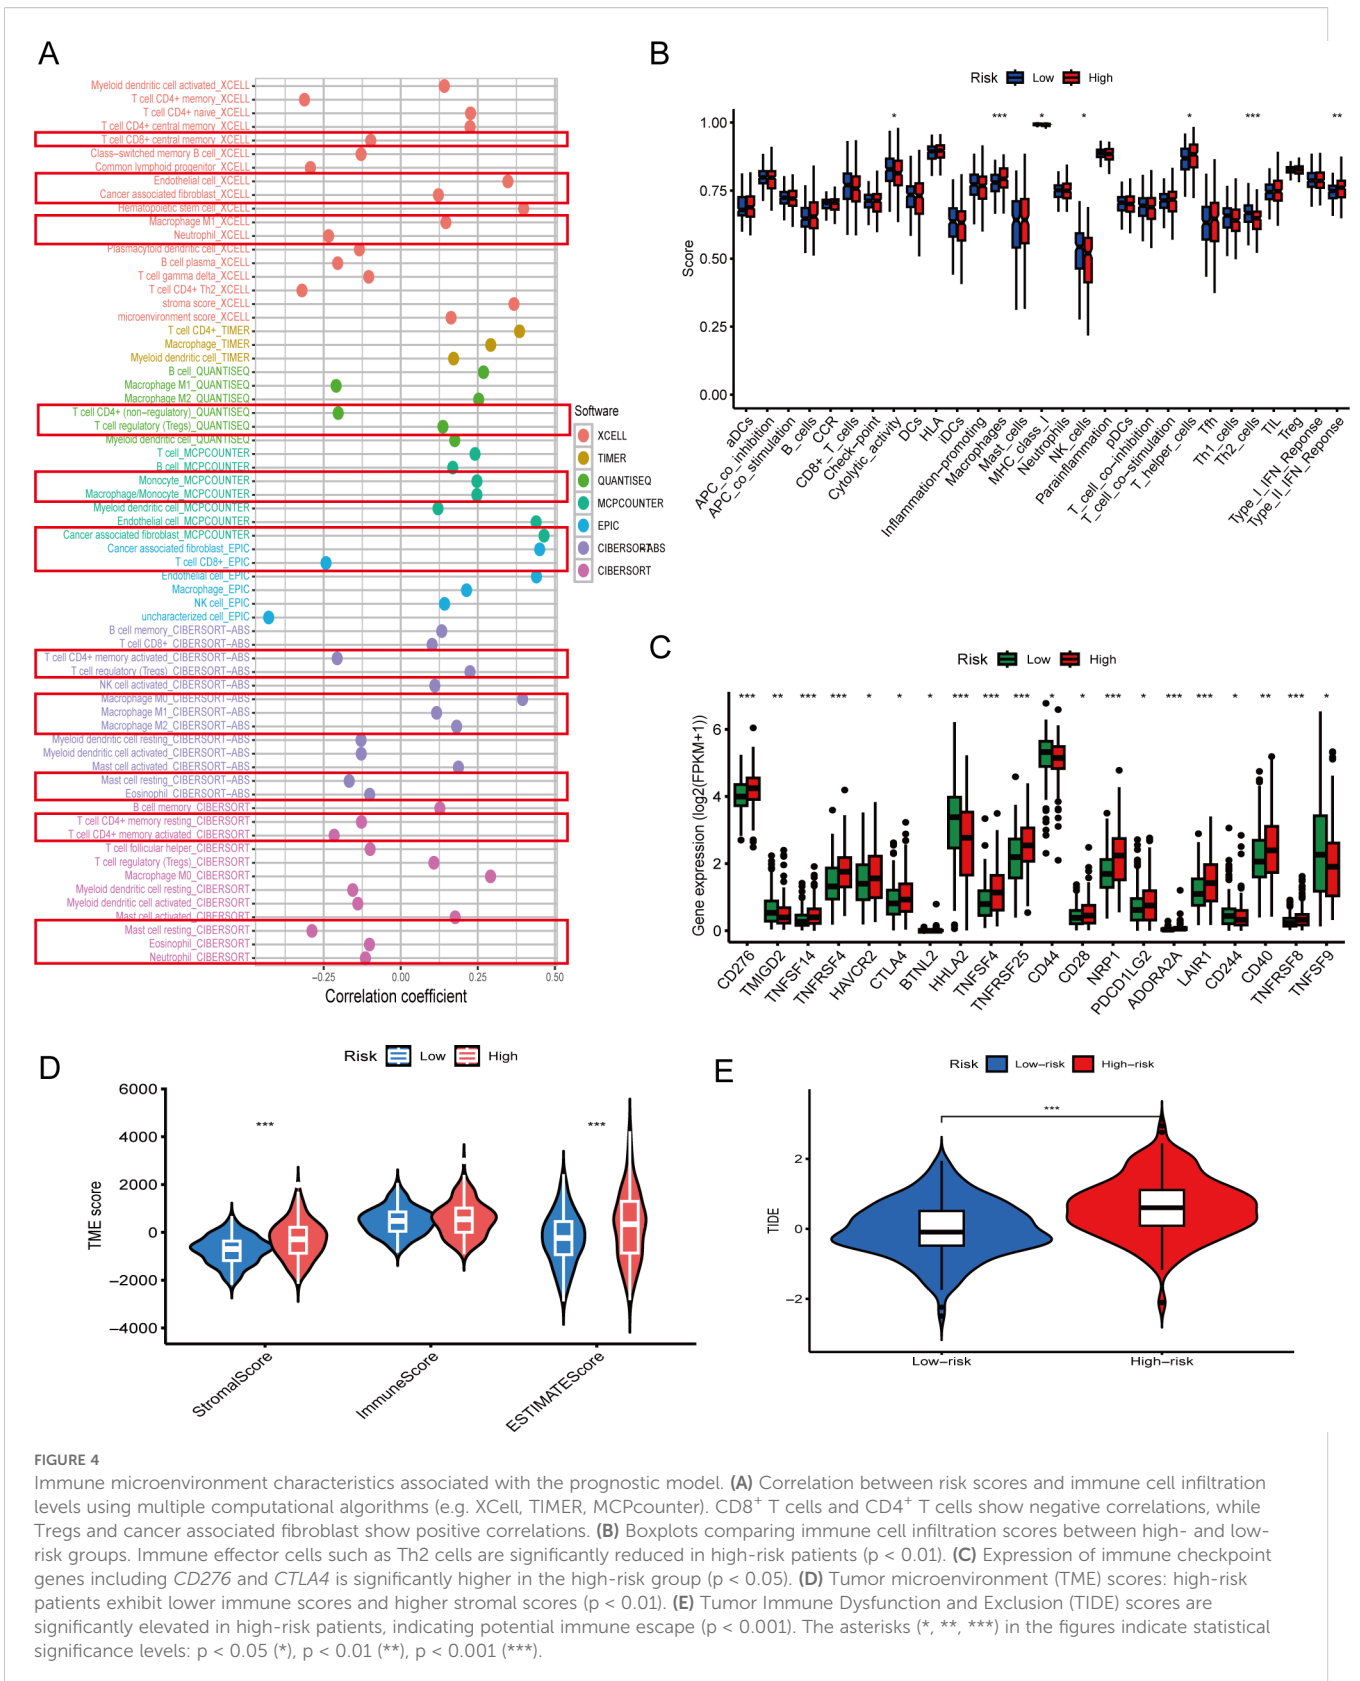 A
Myeloid dendritic cell activated_XCELL
T cell CD4+ memory_XCELL
T cell CD4+ naive_XCELL
T cell CD4+ central memory_XCELL
T cell CD8+ central memory_XCELL
Class–switched memory B cell_XCELL
Common lymphoid progenitor_XCELL
Endothelial cell_XCELL
Cancer associated fibroblast_XCELL
Hematopoietic stem cell_XCELL
Macrophage M1_XCELL
Neutrophil_XCELL
Plasmacytoid dendritic cell_XCELL
B cell plasma_XCELL
T cell gamma delta_XCELL
T cell CD4+ Th2_XCELL
stroma score_XCELL
microenvironment score_XCELL
T cell CD4+_TIMER
Macrophage_TIMER
Myeloid dendritic cell_TIMER
B cell_QUANTISEQ
Macrophage M1_QUANTISEQ
Macrophage M2_QUANTISEQ
T cell CD4+ (non–regulatory)_QUANTISEQ
T cell regulatory (Tregs)_QUANTISEQ
Myeloid dendritic cell_QUANTISEQ
T cell_MCPCOUNTER
B cell_MCPCOUNTER
Monocyte_MCPCOUNTER
Macrophage/Monocyte_MCPCOUNTER
Myeloid dendritic cell_MCPCOUNTER
Endothelial cell_MCPCOUNTER
Cancer associated fibroblast_MCPCOUNTER
Cancer associated fibroblast_EPIC
T cell CD8+_EPIC
Endothelial cell_EPIC
Macrophage_EPIC
NK cell_EPIC
uncharacterized cell_EPIC
B cell memory_CIBERSORT–ABS
T cell CD8+_CIBERSORT–ABS
T cell CD4+ memory activated_CIBERSORT–ABS
T cell regulatory (Tregs)_CIBERSORT–ABS
NK cell activated_CIBERSORT–ABS
Macrophage M0_CIBERSORT–ABS
Macrophage M1_CIBERSORT–ABS
Macrophage M2_CIBERSORT–ABS
Myeloid dendritic cell resting_CIBERSORT–ABS
Myeloid dendritic cell activated_CIBERSORT–ABS
Mast cell activated_CIBERSORT–ABS
Mast cell resting_CIBERSORT–ABS
Eosinophil_CIBERSORT–ABS
B cell memory_CIBERSORT
T cell CD4+ memory resting_CIBERSORT
T cell CD4+ memory activated_CIBERSORT
T cell follicular helper_CIBERSORT
T cell regulatory (Tregs)_CIBERSORT
Macrophage M0_CIBERSORT
Myeloid dendritic cell resting_CIBERSORT
Myeloid dendritic cell activated_CIBERSORT
Mast cell activated_CIBERSORT
Mast cell resting_CIBERSORT
Eosinophil_CIBERSORT
Neutrophil_CIBERSORT
−0.25 0.00 0.25 0.50
Correlation coefficient
Software
XCELL
TIMER
QUANTISEQ
MCPCOUNTER
EPIC
CIBERSORT–ABS
CIBERSORT
B
Risk Low High
* *** * * * *** **
Score
1.00
0.75
0.50
0.25
0.00
aDCs
APC_co_inhibition
APC_co_stimulation
B_cells
CCR
CD8+_T_cells
Check−point
Cytolytic_activity
DCs
HLA
iDCs
Inflammation−promoting
Macrophages
Mast_cells
MHC_class_I
Neutrophils
NK_cells
Parainflammation
pDCs
T_cell_co−inhibition
T_cell_co−stimulation
T_helper_cells
Tfh
Th1_cells
Th2_cells
TIL
Treg
Type_I_IFN_Reponse
Type_II_IFN_Reponse
C
Risk Low High
*** ** *** *** * * * *** *** *** * * *** * *** *** * ** *** *
Gene expression (log2(FPKM+1))
6
4
2
0
CD276
TMIGD2
TNFSF14
TNFRSF4
HAVCR2
CTLA4
BTNL2
HHLA2
TNFSF4
TNFRSF25
CD44
CD28
NRP1
PDCD1LG2
ADORA2A
LAIR1
CD244
CD40
TNFRSF8
TNFSF9
D
Risk Low High
*** ***
TME score
6000
4000
2000
0
−2000
−4000
StromalScore
ImmuneScore
ESTIMATEScore
E
Risk Low−risk High−risk
***
TIDE
2
0
−2
Low−risk High−risk
FIGURE 4
Immune microenvironment characteristics associated with the prognostic model. (A) Correlation between risk scores and immune cell infiltration
levels using multiple computational algorithms (e.g. XCell, TIMER, MCPcounter). CD8⁺ T cells and CD4⁺ T cells show negative correlations, while
Tregs and cancer associated fibroblast show positive correlations. (B) Boxplots comparing immune cell infiltration scores between high- and low-
risk groups. Immune effector cells such as Th2 cells are significantly reduced in high-risk patients (p < 0.01). (C) Expression of immune checkpoint
genes including CD276 and CTLA4 is significantly higher in the high-risk group (p < 0.05). (D) Tumor microenvironment (TME) scores: high-risk
patients exhibit lower immune scores and higher stromal scores (p < 0.01). (E) Tumor Immune Dysfunction and Exclusion (TIDE) scores are
significantly elevated in high-risk patients, indicating potential immune escape (p < 0.001). The asterisks (*, **, ***) in the figures indicate statistical
significance levels: p < 0.05 (*), p < 0.01 (**), p < 0.001 (***).